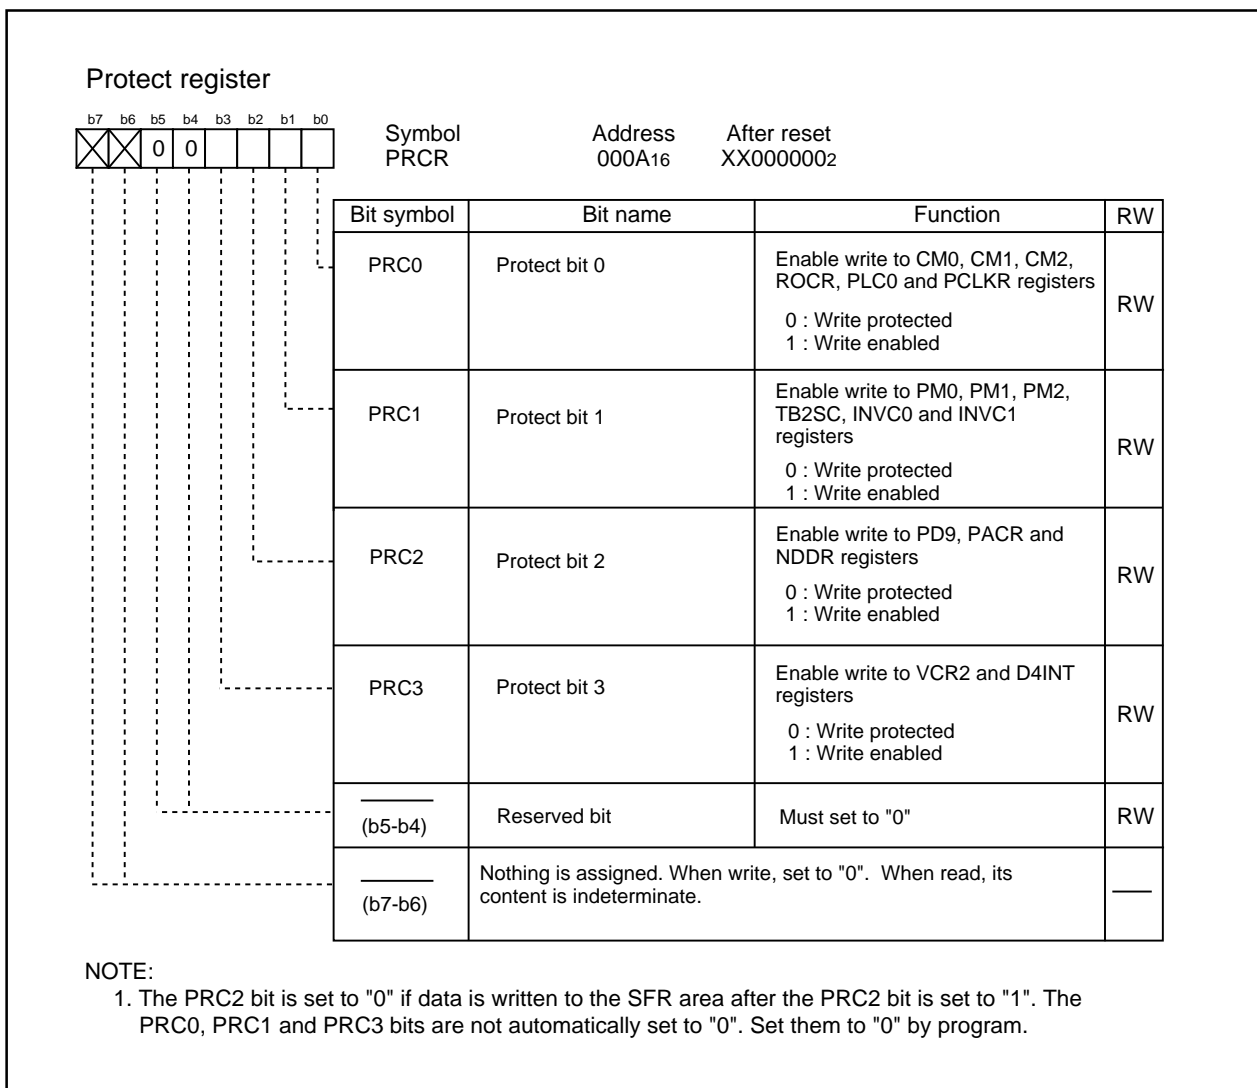 Protect register
b7 b6 b5 b4 b3 b2 b1 b0
0 0
Symbol Address After reset
PRCR 000A16 XX0000002
Bit symbol Bit name Function RW
PRC0 Protect bit 0 Enable write to CM0, CM1, CM2,
ROCR, PLC0 and PCLKR registers
0 : Write protected
1 : Write enabled
RW
PRC1 Protect bit 1 Enable write to PM0, PM1, PM2,
TB2SC, INVC0 and INVC1
registers
0 : Write protected
1 : Write enabled
RW
PRC2 Protect bit 2 Enable write to PD9, PACR and
NDDR registers
0 : Write protected
1 : Write enabled
RW
PRC3 Protect bit 3 Enable write to VCR2 and D4INT
registers
0 : Write protected
1 : Write enabled
RW
(b5-b4) Reserved bit Must set to "0" RW
Nothing is assigned. When write, set to "0". When read, its
content is indeterminate.
(b7-b6)
NOTE:
1. The PRC2 bit is set to "0" if data is written to the SFR area after the PRC2 bit is set to "1". The
PRC0, PRC1 and PRC3 bits are not automatically set to "0". Set them to "0" by program.